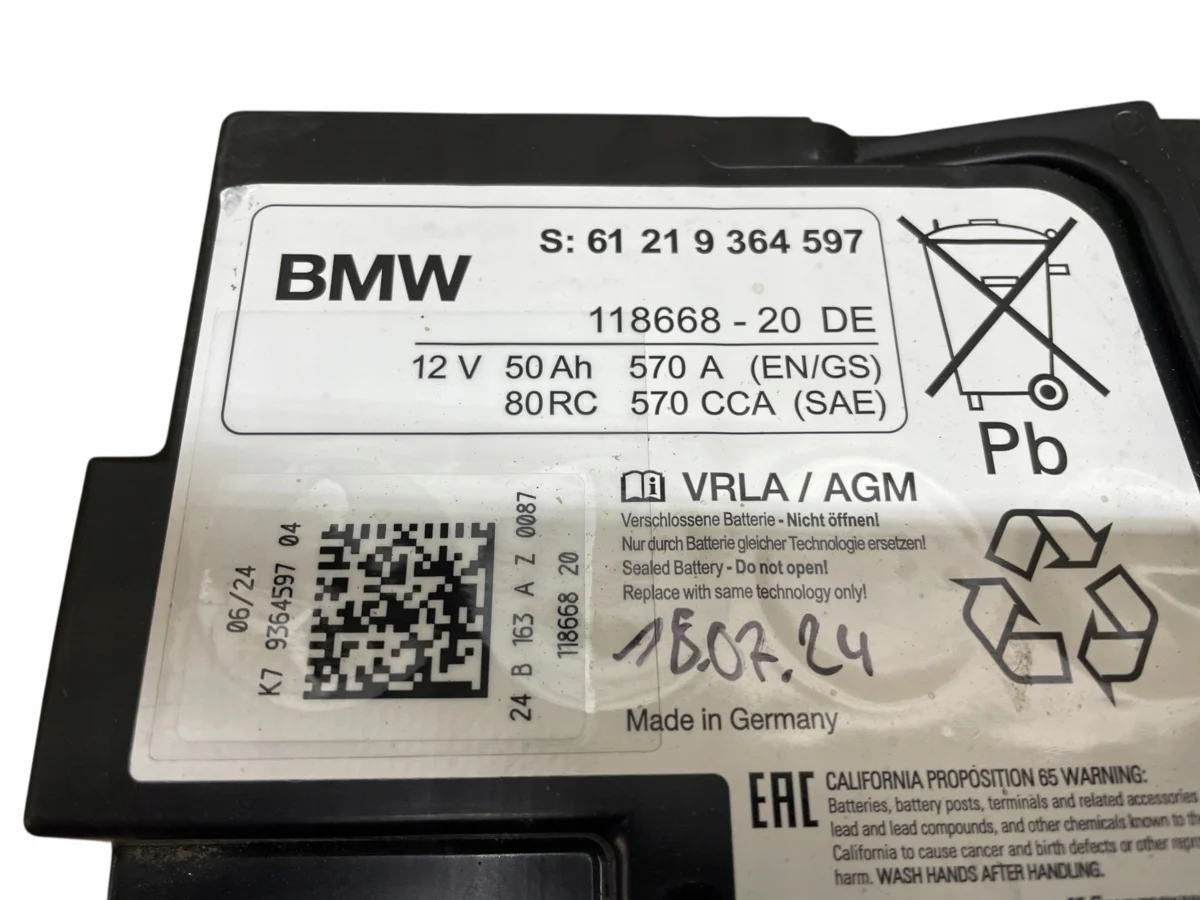 S: 61 21 9 364 597
BMW
118668 - 20 DE
12 V 50 Ah 570 A (EN/GS)
80 RC 570 CCA (SAE)
Pb
VRLA / AGM
Verschlossene Batterie - Nicht öffnen!
Nur durch Batterie gleicher Technologie ersetzen!
Sealed Battery - Do not open!
Replace with same technology only!
06/24
K7 9364597 04
24 B 163 A Z 0087
118668 20
18.07.24
Made in Germany
EAC
CALIFORNIA PROPOSITION 65 WARNING:
Batteries, battery posts, terminals and related accessories
lead and lead compounds, and other chemicals known to the
California to cause cancer and birth defects or other
harm. WASH HANDS AFTER HANDLING.